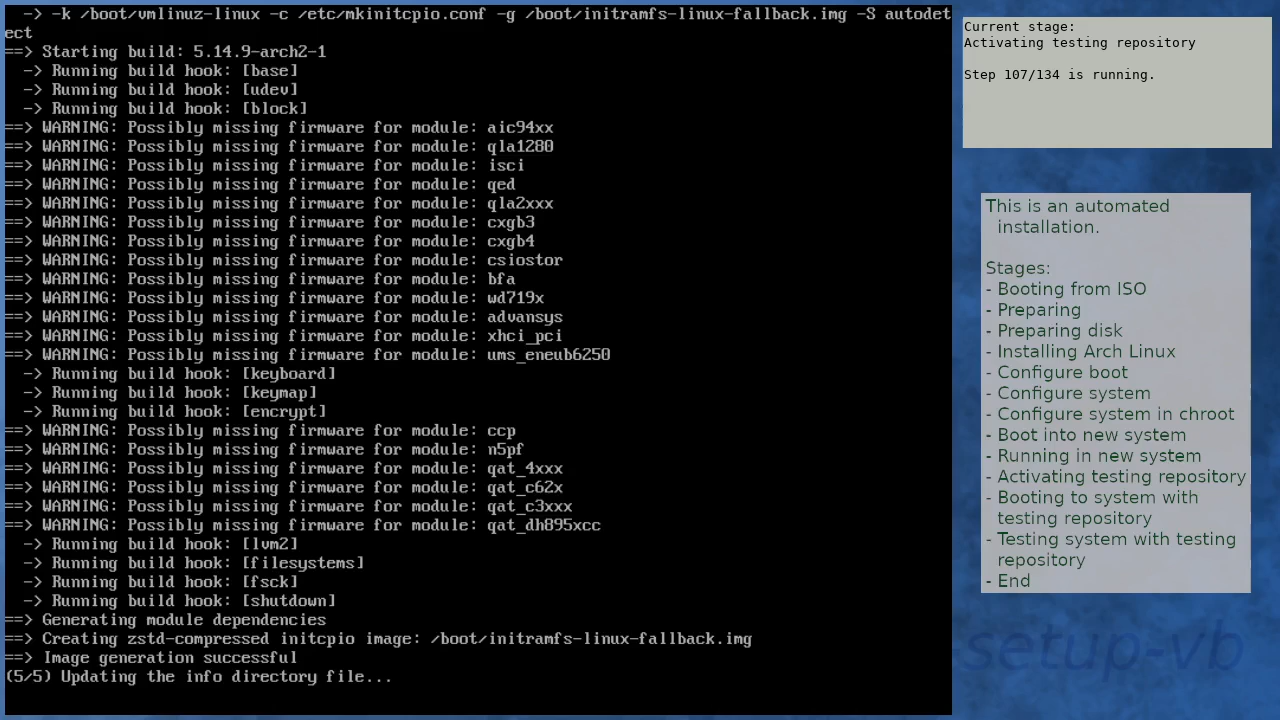 -> -k /boot/vmlinuz-linux -c /etc/mkinitcpio.conf -g /boot/initramfs-linux-fallback.img -S autodet
ect
==> Starting build: 5.14.9-arch2-1
-> Running build hook: [base]
-> Running build hook: [udev]
-> Running build hook: [block]
==> WARNING: Possibly missing firmware for module: aic94xx
==> WARNING: Possibly missing firmware for module: qla1280
==> WARNING: Possibly missing firmware for module: isci
==> WARNING: Possibly missing firmware for module: qed
==> WARNING: Possibly missing firmware for module: qla2xxx
==> WARNING: Possibly missing firmware for module: cxgb3
==> WARNING: Possibly missing firmware for module: cxgb4
==> WARNING: Possibly missing firmware for module: csiostor
==> WARNING: Possibly missing firmware for module: bfa
==> WARNING: Possibly missing firmware for module: wd719x
==> WARNING: Possibly missing firmware for module: advansys
==> WARNING: Possibly missing firmware for module: xhci_pci
==> WARNING: Possibly missing firmware for module: ums_eneub6250
-> Running build hook: [keyboard]
-> Running build hook: [keymap]
-> Running build hook: [encrypt]
==> WARNING: Possibly missing firmware for module: ccp
==> WARNING: Possibly missing firmware for module: n5pf
==> WARNING: Possibly missing firmware for module: qat_4xxx
==> WARNING: Possibly missing firmware for module: qat_c62x
==> WARNING: Possibly missing firmware for module: qat_c3xxx
==> WARNING: Possibly missing firmware for module: qat_dh895xcc
-> Running build hook: [lvm2]
-> Running build hook: [filesystems]
-> Running build hook: [fsck]
-> Running build hook: [shutdown]
==> Generating module dependencies
==> Creating zstd-compressed initcpio image: /boot/initramfs-linux-fallback.img
==> Image generation successful
(5/5) Updating the info directory file...
Current stage:
Activating testing repository
Step 107/134 is running.
This is an automated
installation.
Stages:
- Booting from ISO
- Preparing
- Preparing disk
- Installing Arch Linux
- Configure boot
- Configure system
- Configure system in chroot
- Boot into new system
- Running in new system
- Activating testing repository
- Booting to system with
testing repository
- Testing system with testing
repository
- End
setup-vb